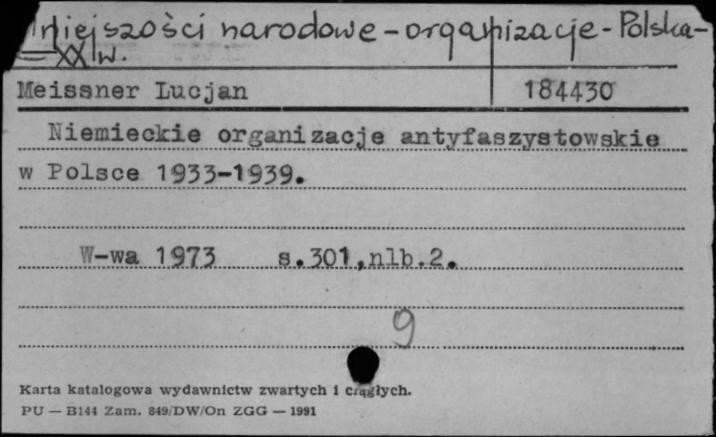 Mniejszości narodowe - organizacje - Polska -
- XX w.
Meissner Lucjan 184430
Niemieckie organizacje antyfaszystowskie
w Polsce 1933-1939.
W-wa 1973 s.301,nlb.2.
9
Karta katalogowa wydawnictw zwartych i ciągłych.
PU — B144 Zam. 849/DW/On ZGG — 1991